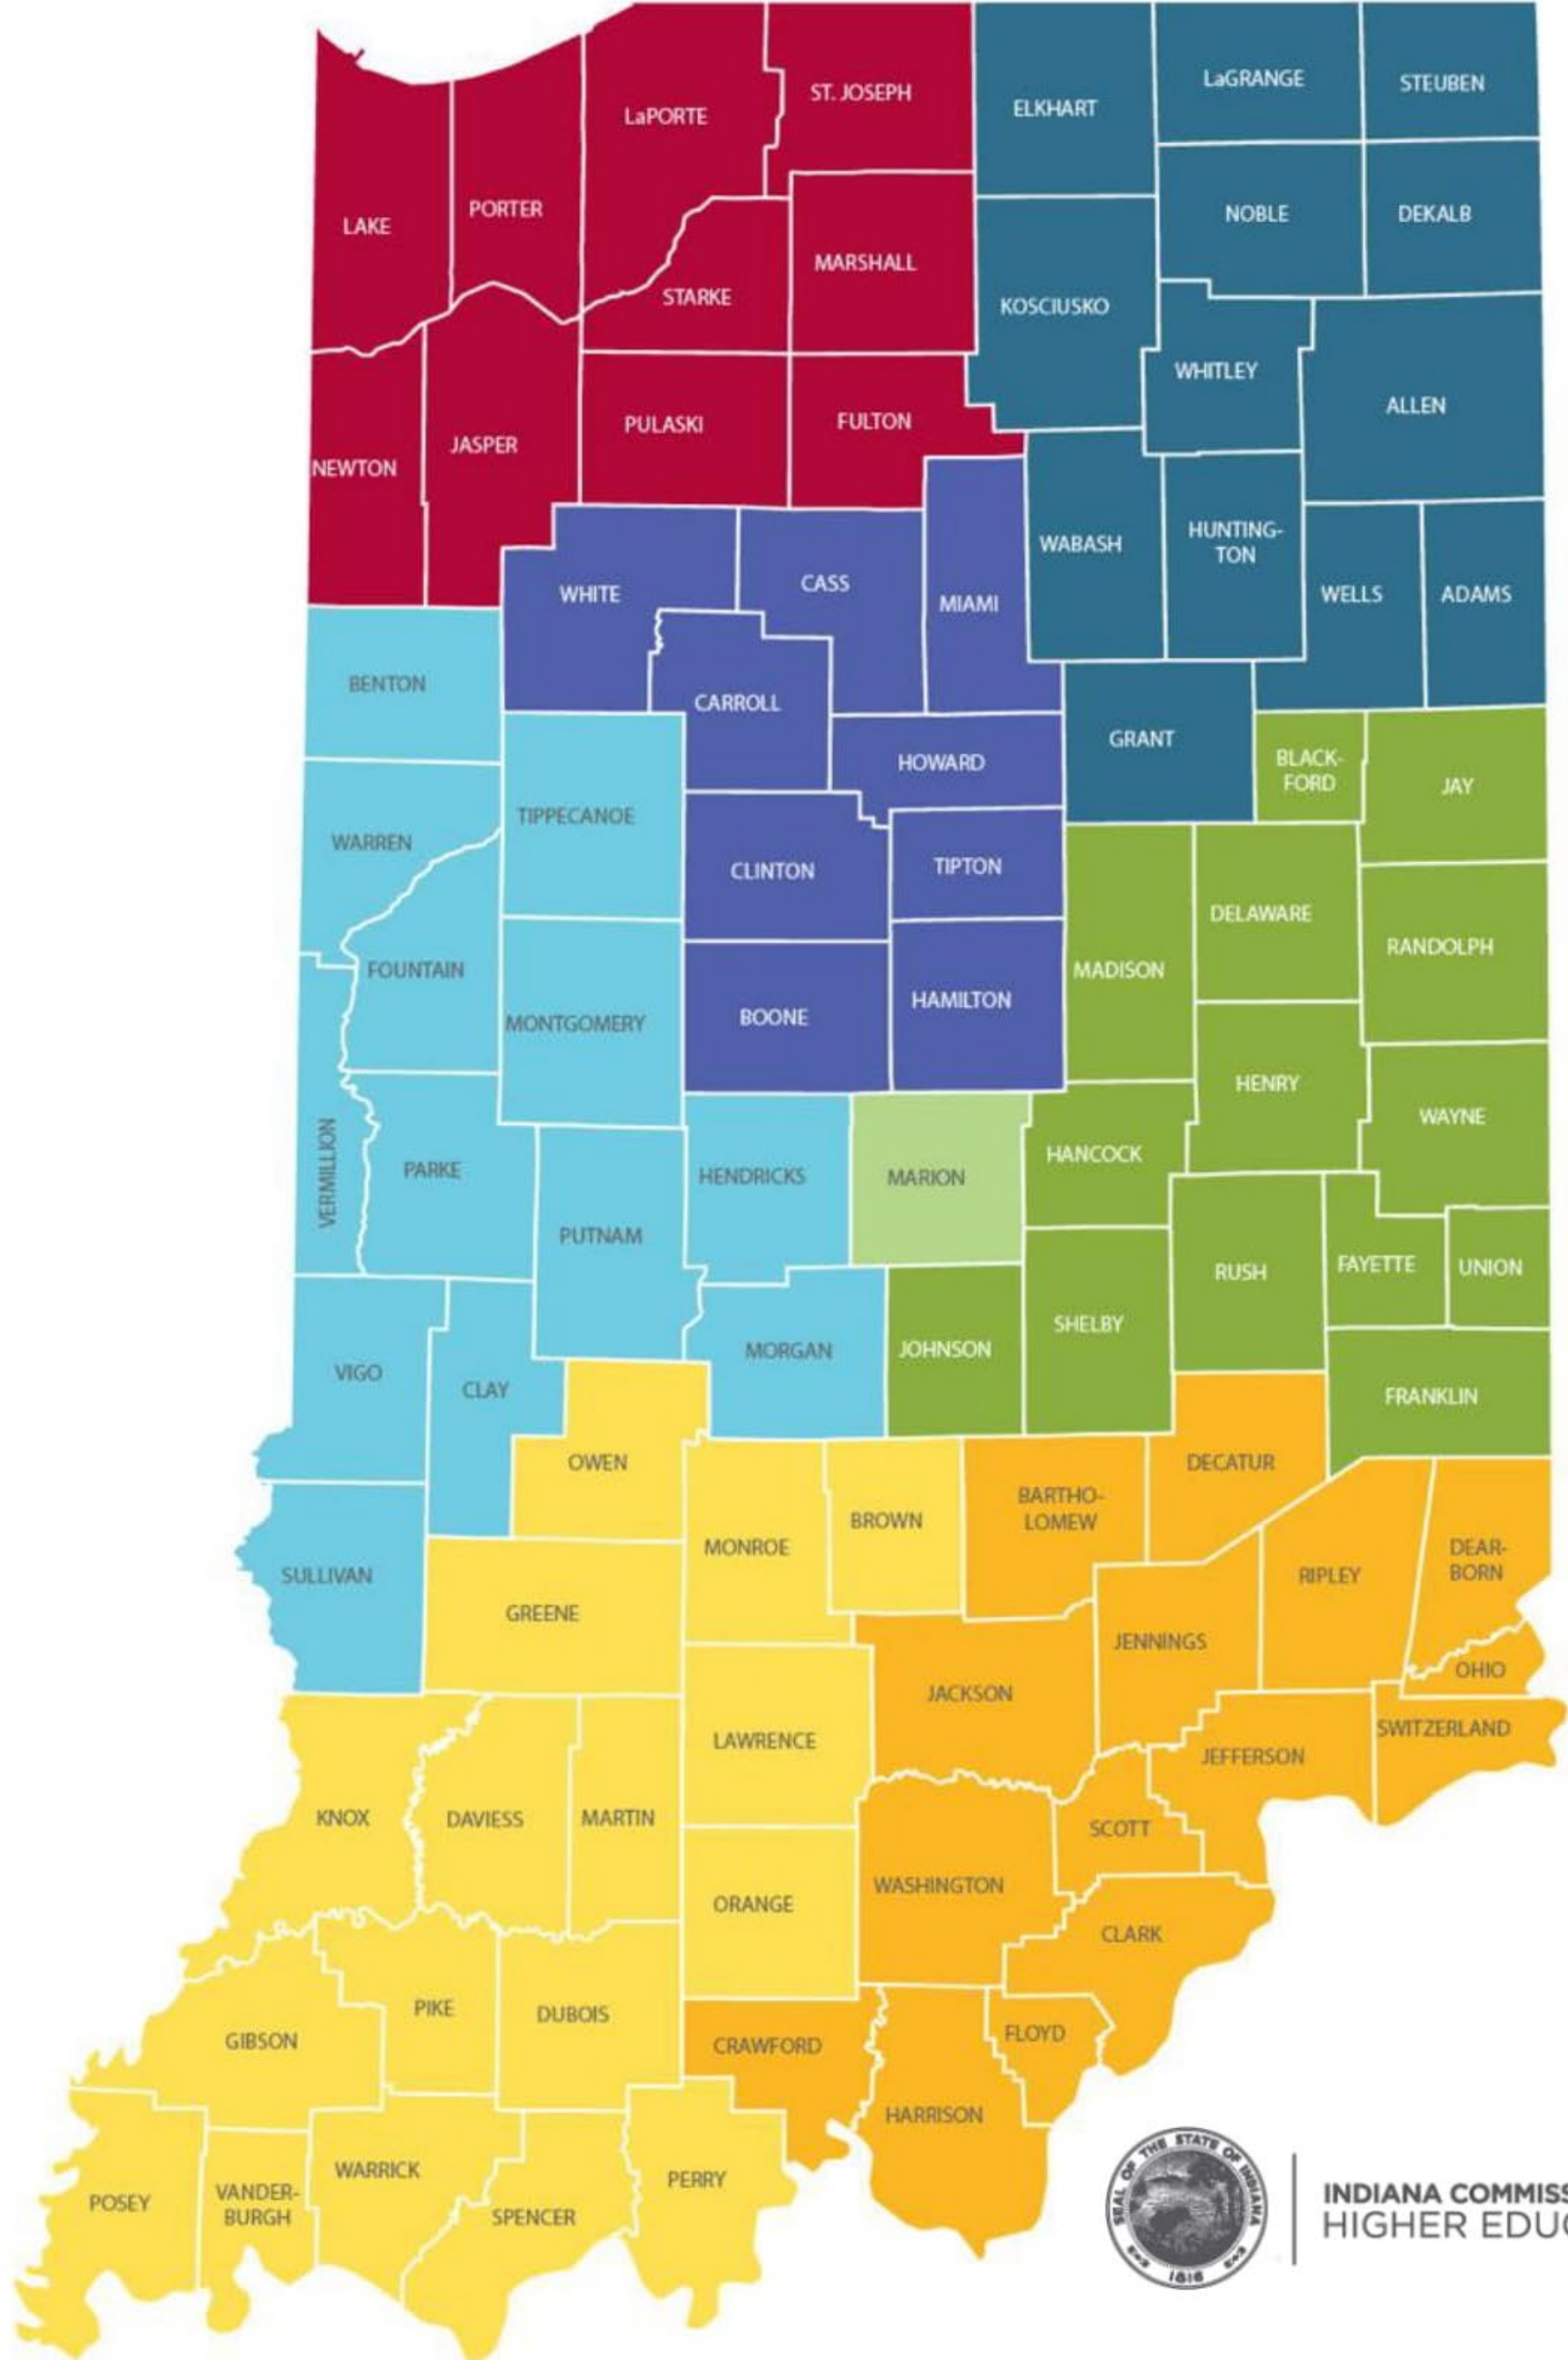 LaGRANGE
STEUBEN
ST. JOSEPH
ELKHART
LaPORTE
PORTER
NOBLE
DEKALB
LAKE
MARSHALL
STARKE
KOSCIUSKO
WHITLEY
ALLEN
PULASKI
FULTON
JASPER
NEWTON
HUNTING-
TON
WABASH
WHITE
CASS
MIAMI
WELLS
ADAMS
BENTON
CARROLL
GRANT
HOWARD
BLACK-
FORD
JAY
TIPPECANOE
WARREN
CLINTON
TIPTON
DELAWARE
RANDOLPH
FOUNTAIN
MADISON
HAMILTON
MONTGOMERY
BOONE
HENRY
WAYNE
VERMILLION
PARKE
HENDRICKS
MARION
HANCOCK
PUTNAM
RUSH
FAYETTE
UNION
SHELBY
MORGAN
JOHNSON
VIGO
CLAY
FRANKLIN
OWEN
DECATUR
BARTHO-
LOMEW
BROWN
MONROE
DEAR-
BORN
SULLIVAN
RIPLEY
GREENE
JENNINGS
OHIO
JACKSON
SWITZERLAND
LAWRENCE
JEFFERSON
KNOX
DAVIESS
MARTIN
SCOTT
WASHINGTON
ORANGE
CLARK
PIKE
DUBOIS
FLOYD
GIBSON
CRAWFORD
HARRISON
WARRICK
PERRY
POSEY
VANDER-
BURGH
SPENCER
SEAL OF THE STATE OF INDIANA
1816
INDIANA COMMISS
HIGHER EDUC